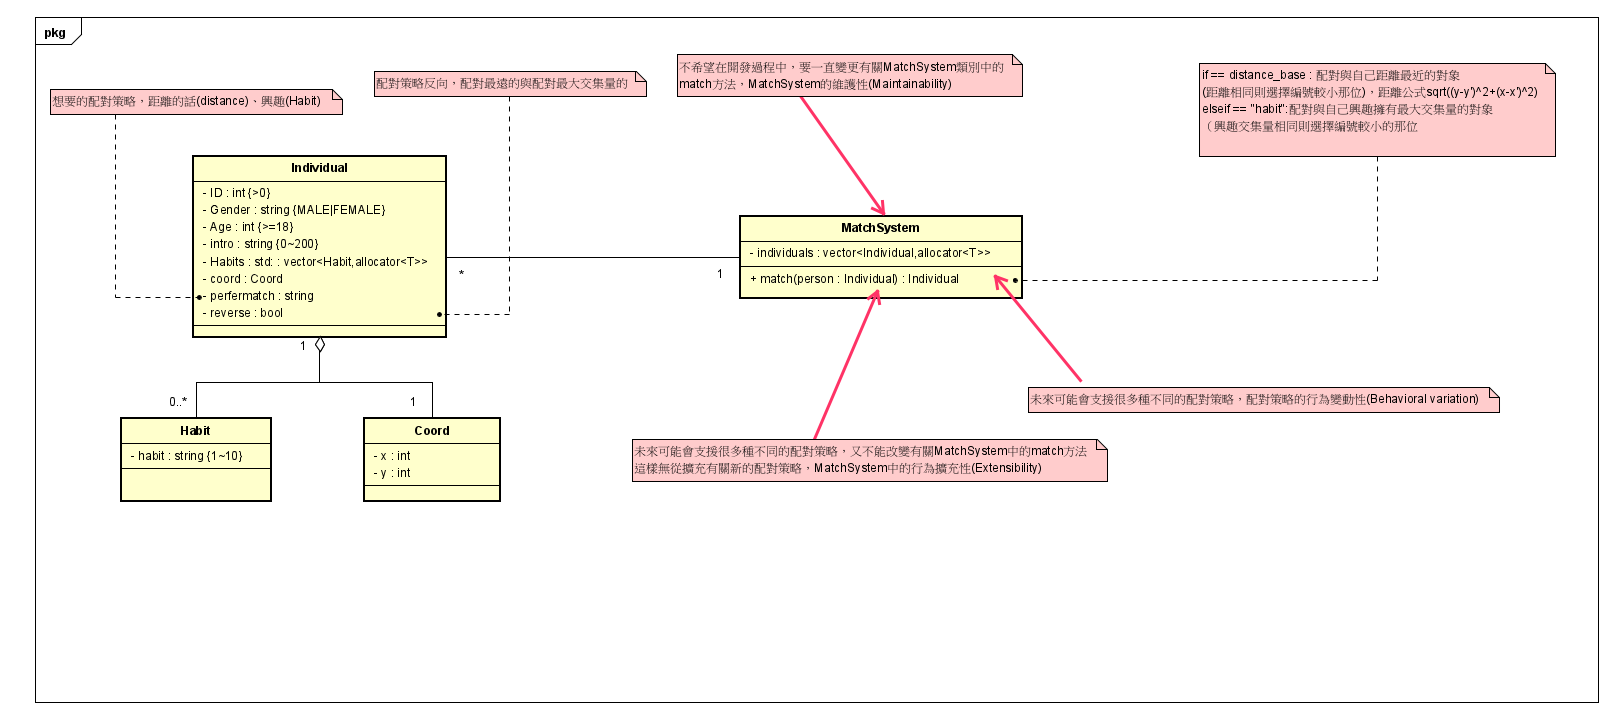 pkg
想要的配對策略，距離的話(distance)、興趣(Habit)
配對策略反向，配對最遠的與配對最大交集量的
不希望在開發過程中，要一直變更有關MatchSystem類別中的
match方法，MatchSystem的維護性(Maintainability)
if == distance_base : 配對與自己距離最近的對象
(距離相同則選擇編號較小那位)，距離公式sqrt((y-y')^2+(x-x')^2)
elseif == "habit":配對與自己興趣擁有最大交集量的對象
（興趣交集量相同則選擇編號較小的那位
Individual
- ID : int {>0}
- Gender : string {MALE|FEMALE}
- Age : int {>=18}
- intro : string {0~200}
- Habits : std: : vector<Habit,allocator<T>>
- coord : Coord
- perfermatch : string
- reverse : bool
*
1
MatchSystem
- individuals : vector<Individual,allocator<T>>
+ match(person : Individual) : Individual
1
0..*
1
Habit
- habit : string {1~10}
Coord
- x : int
- y : int
未來可能會支援很多種不同的配對策略，配對策略的行為變動性(Behavioral variation)
未來可能會支援很多種不同的配對策略，又不能改變有關MatchSystem中的match方法
這樣無從擴充有關新的配對策略，MatchSystem中的行為擴充性(Extensibility)